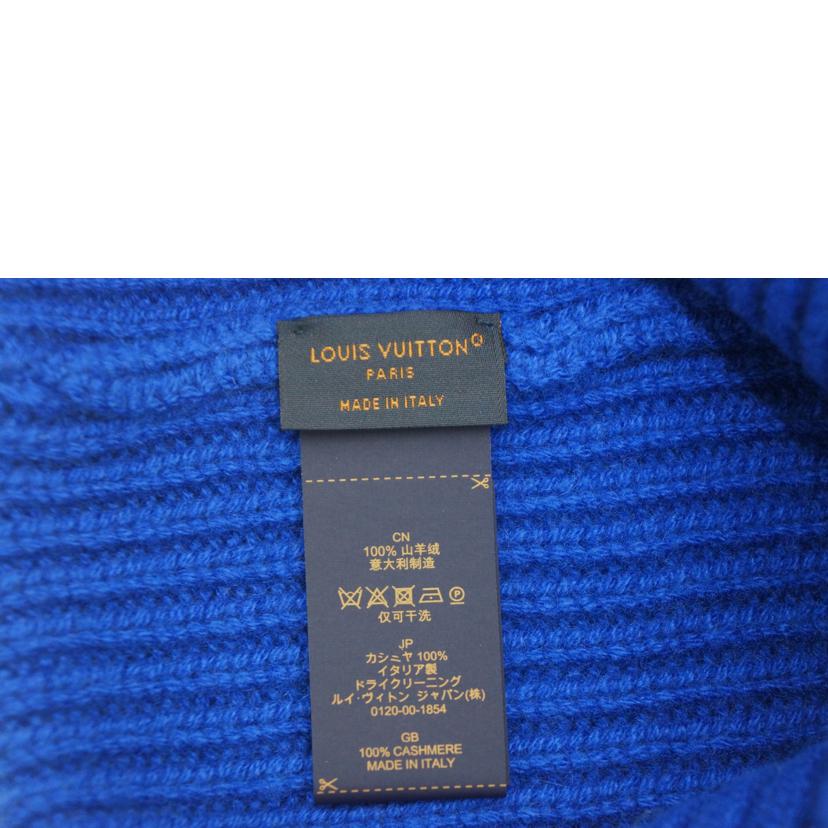 LOUIS VUITTON®
PARIS
MADE IN ITALY
CN
100% 山羊绒
意大利制造
仅可干洗
JP
カシミヤ 100%
イタリア製
ドライクリーニング
ルイ・ヴィトン ジャパン(株)
0120-00-1854
GB
100% CASHMERE
MADE IN ITALY